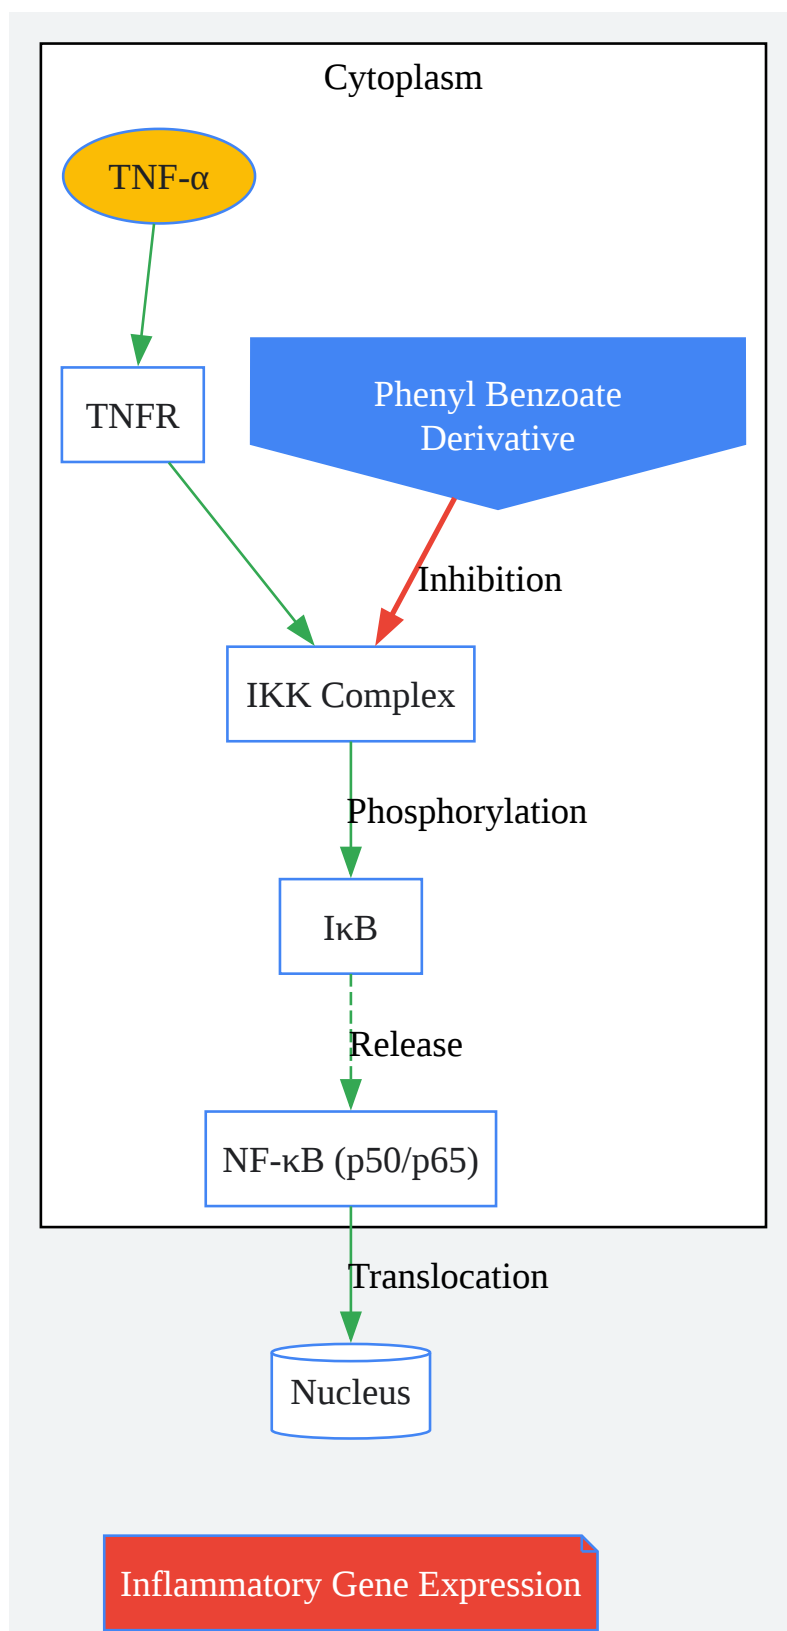 Cytoplasm
TNF-α
TNFR
Phenyl Benzoate
Derivative
Inhibition
IKK Complex
Phosphorylation
IκB
Release
NF-κB (p50/p65)
Translocation
Nucleus
Inflammatory Gene Expression